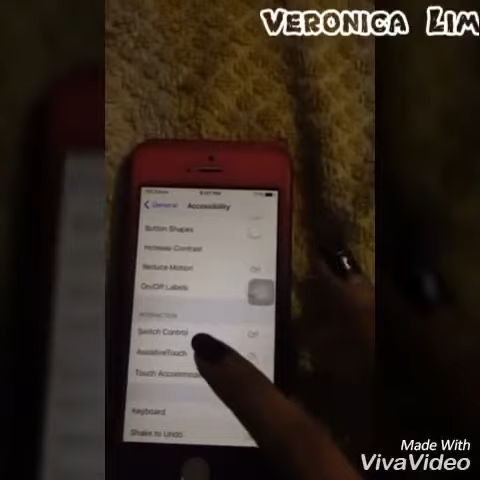 VERONICA LIM
General
Accessibility
Button Shapes
Increase Contrast
Reduce Motion
On/Off Labels
INTERACTION
Switch Control
Off
AssistiveTouch
Touch
Keyboard
Shake to Undo
Made With
VivaVideo